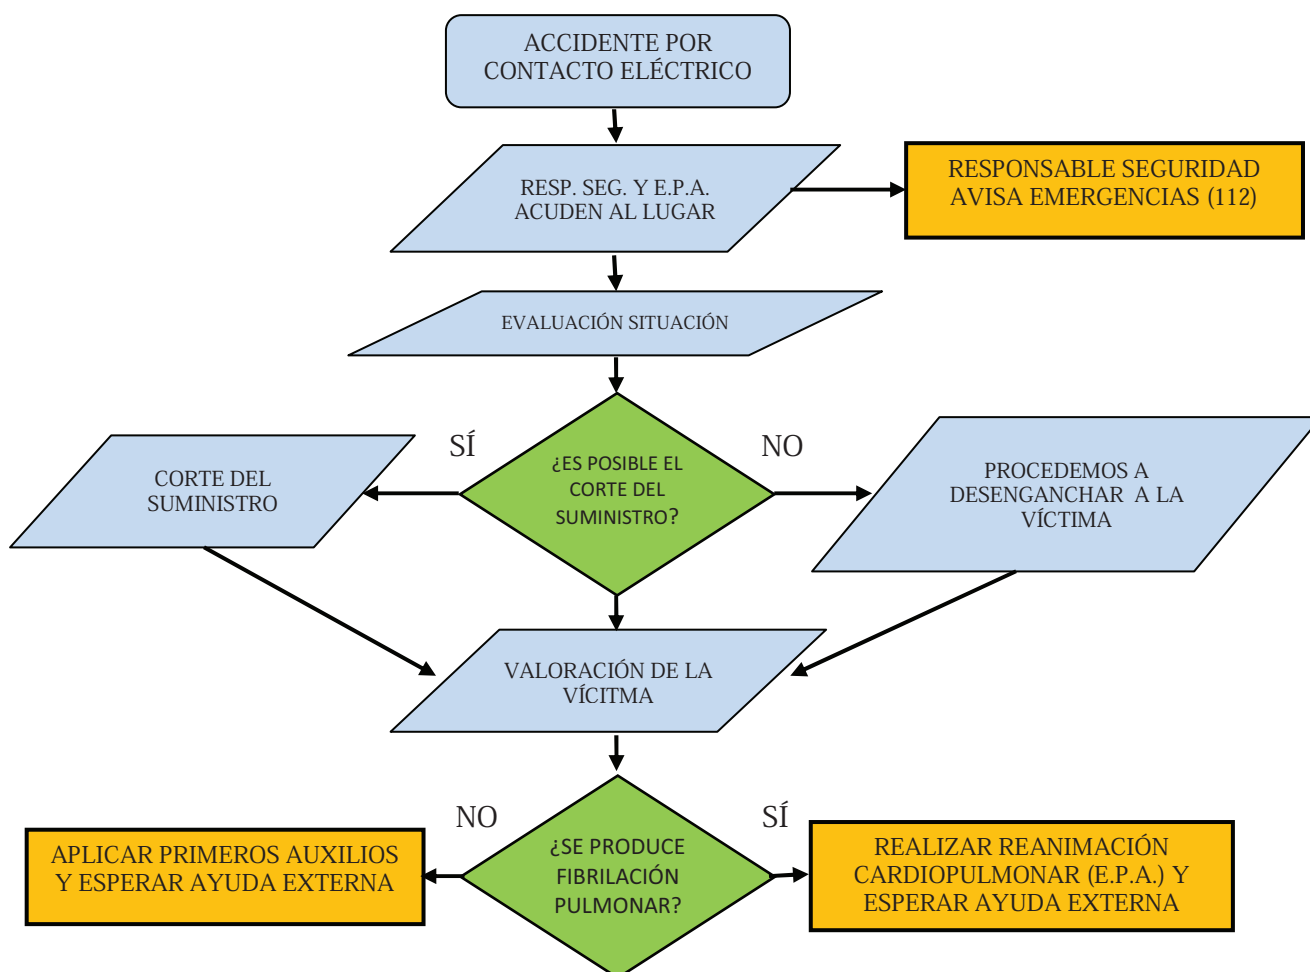 ACCIDENTE POR
CONTACTO ELÉCTRICO
RESP. SEG. Y E.P.A.
ACUDEN AL LUGAR
RESPONSABLE SEGURIDAD
AVISA EMERGENCIAS (112)
EVALUACIÓN SITUACIÓN
SÍ
¿ES POSIBLE EL
CORTE DEL
SUMINISTRO?
NO
CORTE DEL
SUMINISTRO
PROCEDEMOS A
DESENGANCHAR A LA
VÍCTIMA
VALORACIÓN DE LA
VÍCITMA
NO
¿SE PRODUCE
FIBRILACIÓN
PULMONAR?
SÍ
APLICAR PRIMEROS AUXILIOS
Y ESPERAR AYUDA EXTERNA
REALIZAR REANIMACIÓN
CARDIOPULMONAR (E.P.A.) Y
ESPERAR AYUDA EXTERNA